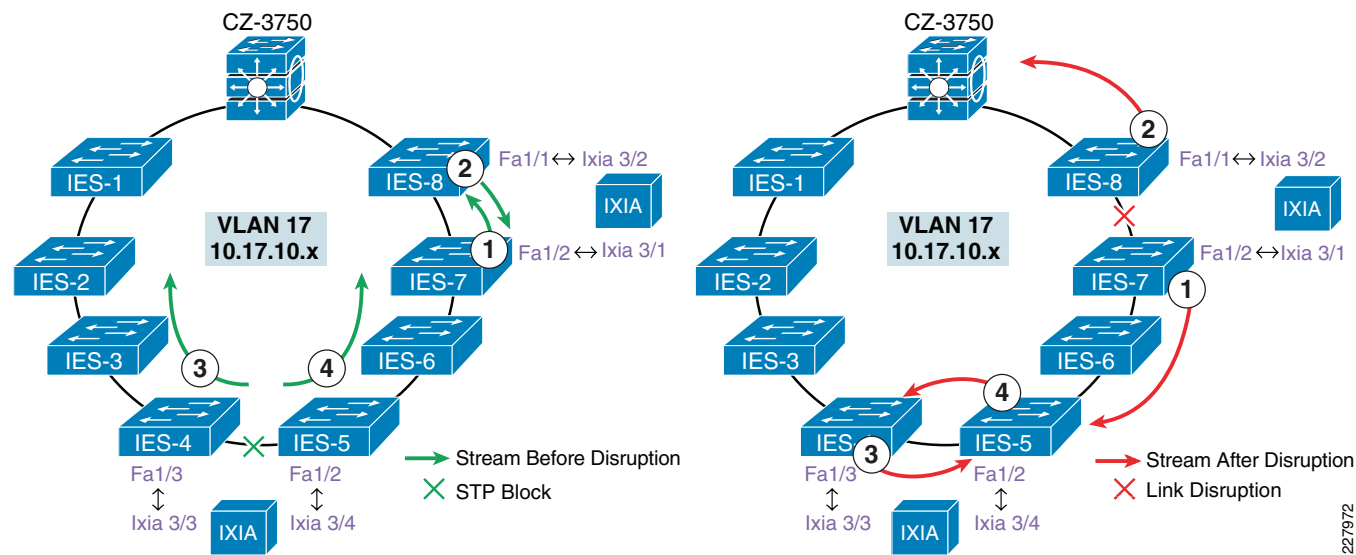 CZ-3750
IES-1
IES-8
2
Fa1/1 ↔ Ixia 3/2
IXIA
VLAN 17
10.17.10.x
1
Fa1/2 ↔ Ixia 3/1
IES-2
IES-7
IES-3
IES-6
3
4
IES-4
IES-5
Fa1/3
Fa1/2
Ixia 3/3
Ixia 3/4
IXIA
Stream Before Disruption
STP Block
CZ-3750
2
IES-1
IES-8
Fa1/1 ↔ Ixia 3/2
IXIA
VLAN 17
10.17.10.x
Fa1/2 ↔ Ixia 3/1
IES-2
IES-7
1
IES-3
IES-6
4
IES-
3
IES-5
Fa1/3
Fa1/2
Ixia 3/3
Ixia 3/4
IXIA
Stream After Disruption
Link Disruption
227972